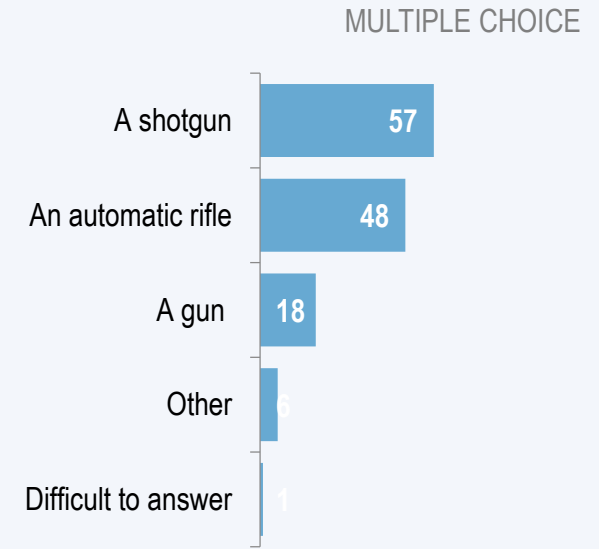 MULTIPLE CHOICE
A shotgun 57
An automatic rifle 48
A gun 18
Other 6
Difficult to answer 1